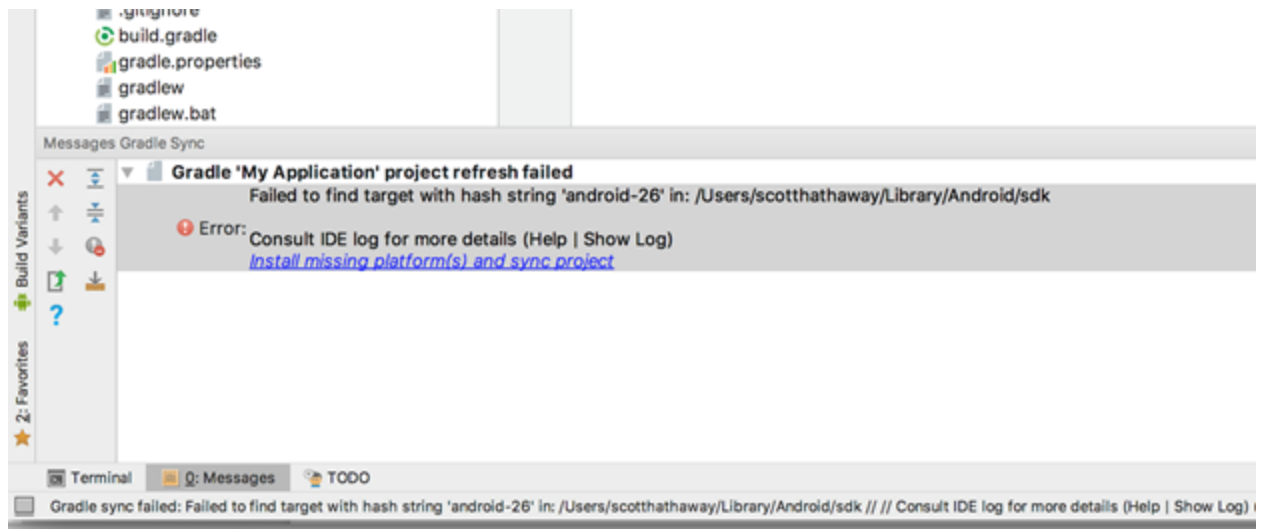 .gitignore
build.gradle
gradle.properties
gradlew
gradlew.bat
Messages Gradle Sync
Gradle 'My Application' project refresh failed
Failed to find target with hash string 'android-26' in: /Users/scotthathaway/Library/Android/sdk
Error:
Consult IDE log for more details (Help | Show Log)
Install missing platform(s) and sync project
Build Variants
2: Favorites
Terminal
0: Messages
TODO
Gradle sync failed: Failed to find target with hash string 'android-26' in: /Users/scotthathaway/Library/Android/sdk // // Consult IDE log for more details (Help | Show Log)